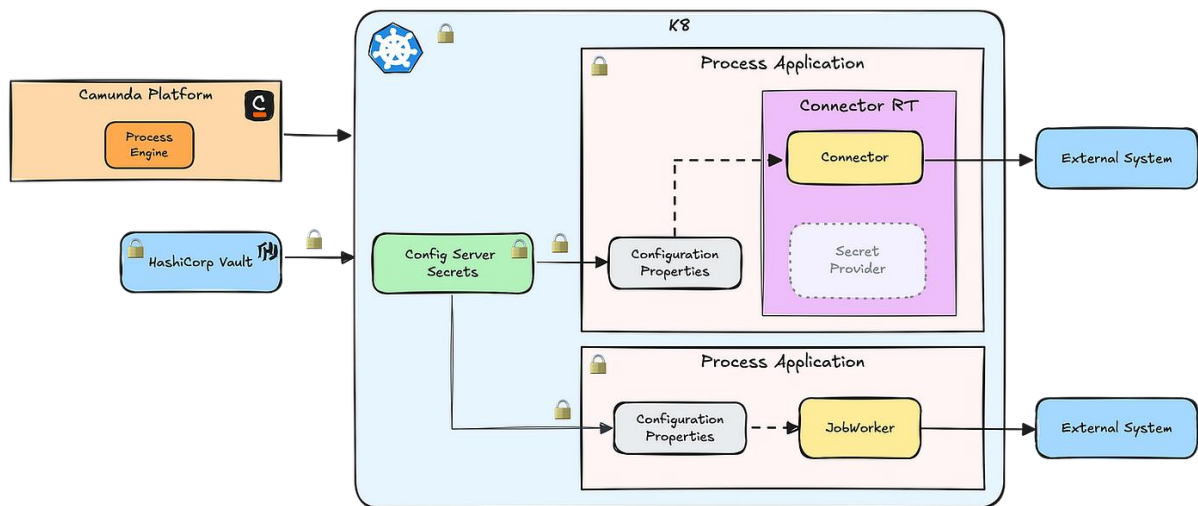 K8
Camunda Platform
C
Process
Engine
HashiCorp Vault
Config Server
Secrets
Process Application
Connector RT
Connector
Configuration
Properties
Secret
Provider
External System
Process Application
Configuration
Properties
JobWorker
External System